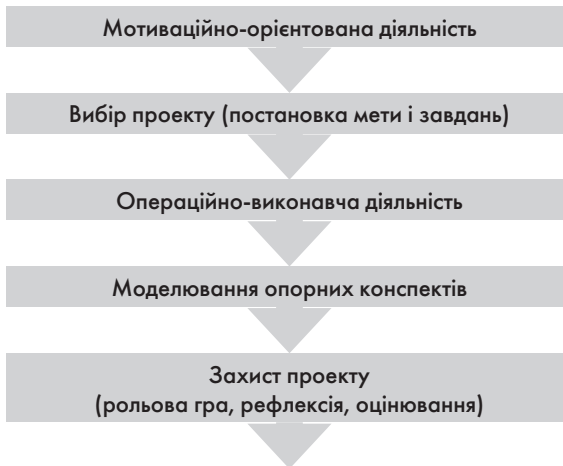 Мотиваційно-орієнтована діяльність
Вибір проекту (постановка мети і завдань)
Операційно-виконавча діяльність
Моделювання опорних конспектів
Захист проекту
(рольова гра, рефлексія, оцінювання)